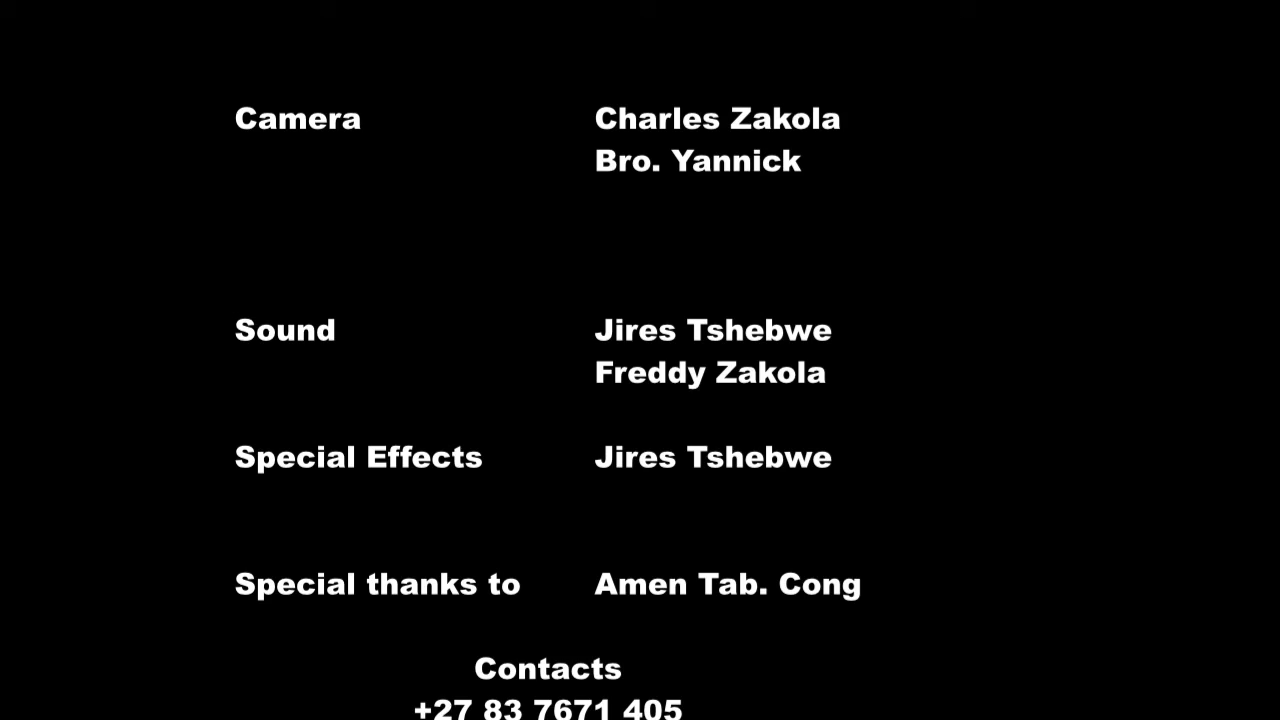 Camera Charles Zakola
Bro. Yannick
Sound Jires Tshebwe
Freddy Zakola
Special Effects Jires Tshebwe
Special thanks to Amen Tab. Cong
Contacts
+27 83 7671 405